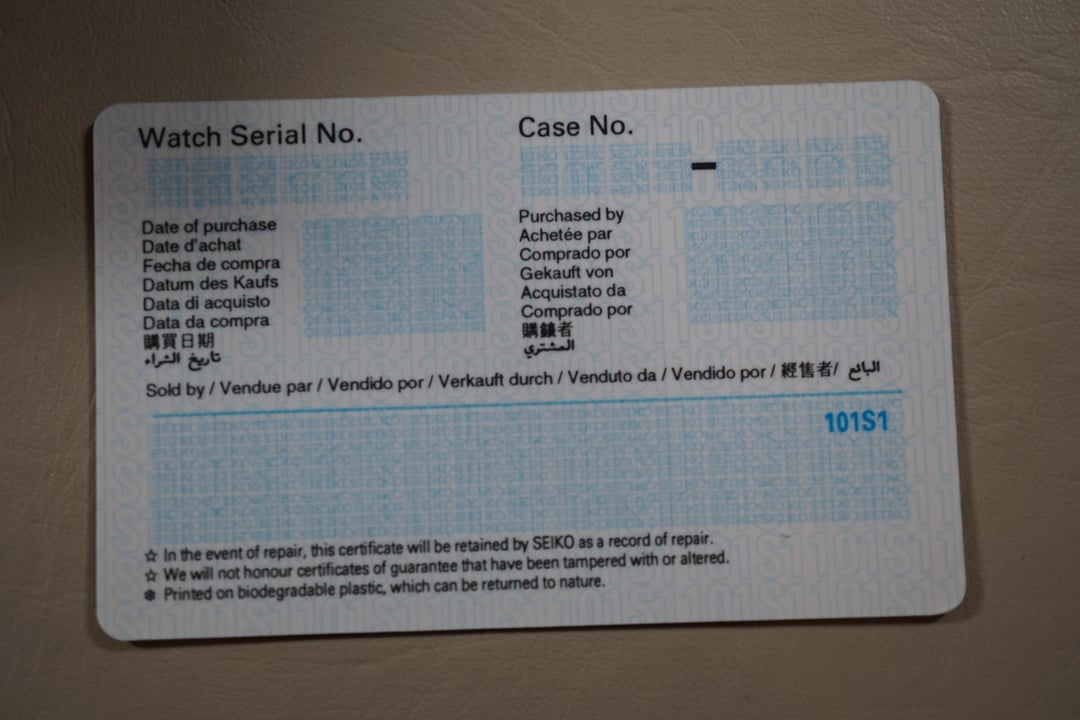 Watch Serial No.
Case No.
Date of purchase
Date d'achat
Fecha de compra
Datum des Kaufs
Data di acquisto
Data da compra
購買日期
تاريخ الشراء
Purchased by
Achetée par
Comprado por
Gekauft von
Acquistato da
Comprado por
購鐮者
المشتري
Sold by / Vendue par / Vendido por / Verkauft durch / Venduto da / Vendido por / 經售者/ البائع
101S1
☆ In the event of repair, this certificate will be retained by SEIKO as a record of repair.
☆ We will not honour certificates of guarantee that have been tampered with or altered.
❄ Printed on biodegradable plastic, which can be returned to nature.